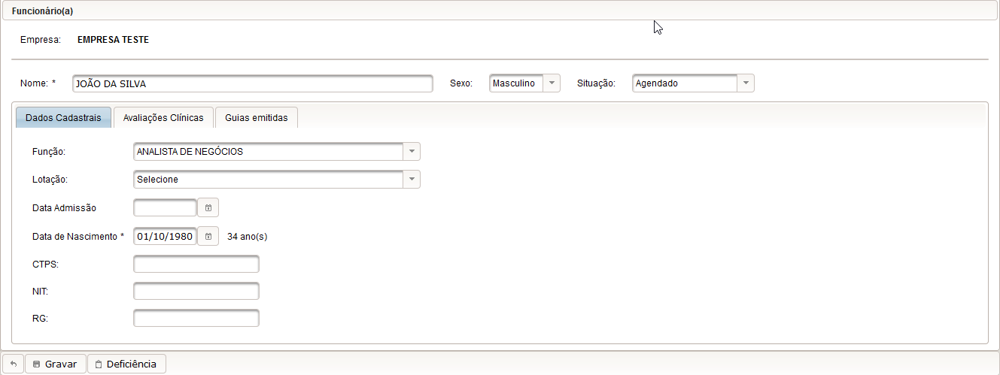 Funcionário(a)
Empresa: EMPRESA TESTE
Nome: * JOÃO DA SILVA Sexo: Masculino Situação: Agendado
Dados Cadastrais Avaliações Clínicas Guias emitidas
Função: ANALISTA DE NEGÓCIOS
Lotação: Selecione
Data Admissão
Data de Nascimento * 01/10/1980 34 ano(s)
CTPS:
NIT:
RG:
Gravar Deficiência